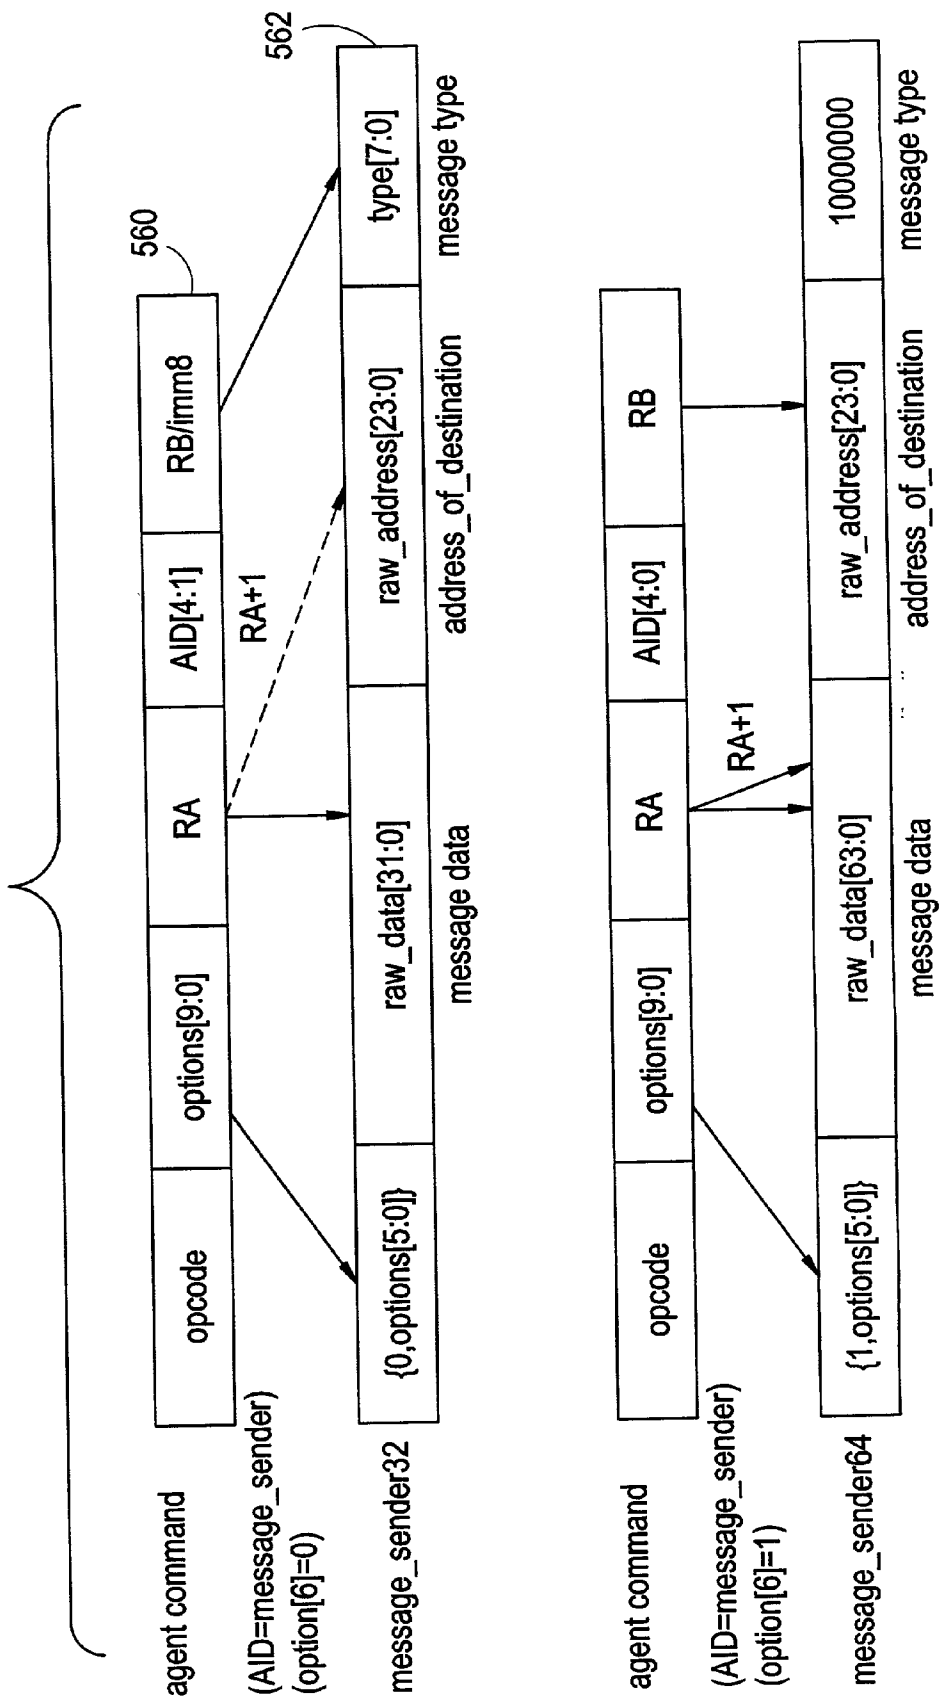 560
agent command
opcode
options[9:0]
RA
AID[4:1]
RB/imm8
(AID=message_sender)
(option[6]=0)
RA+1
562
message_sender32
{0,options[5:0]}
raw_data[31:0]
raw_address[23:0]
type[7:0]
message data
address_of_destination
message type
agent command
opcode
options[9:0]
RA
AID[4:0]
RB
(AID=message_sender)
(option[6]=1)
RA+1
message_sender64
{1,options[5:0]}
raw_data[63:0]
raw_address[23:0]
10000000
message data
address_of_destination
message type